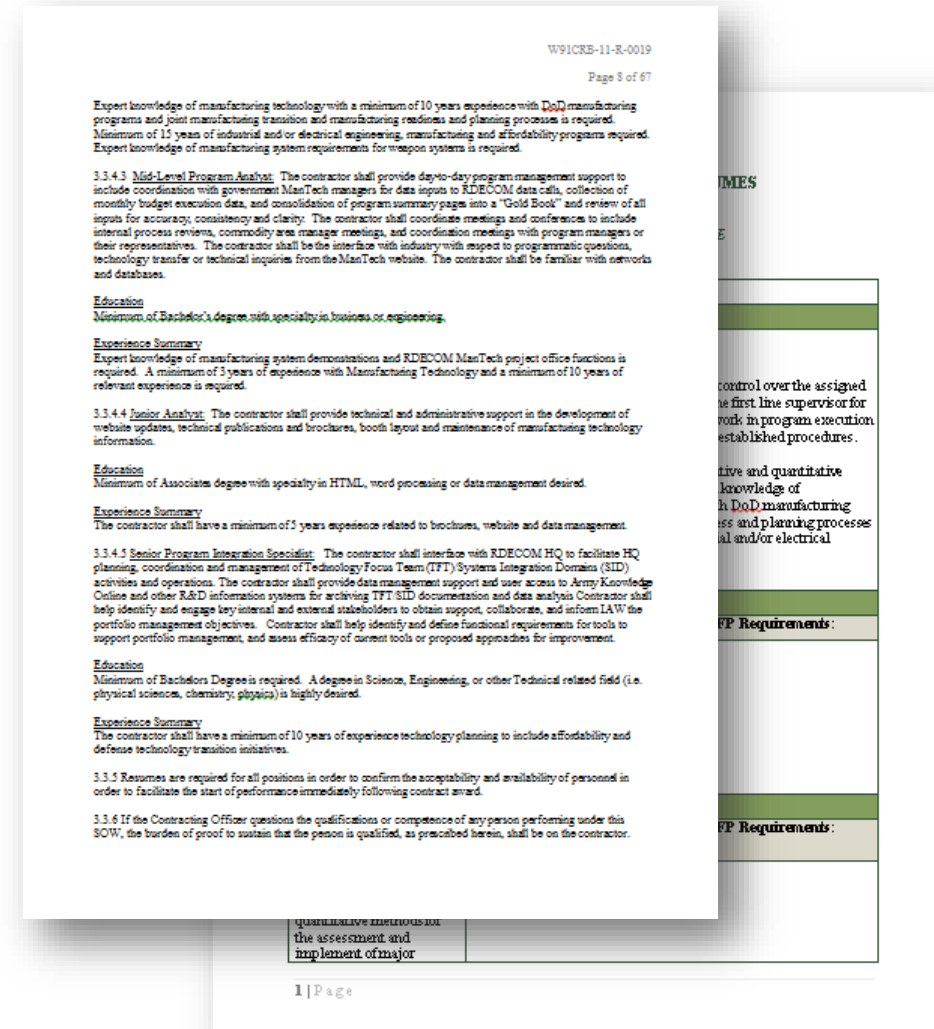 W91CRB-11-R-0019
Page 8 of 67
Expert knowledge of manufacturing technology with a minimum of 10 years experience with DoD manufacturing
programs and joint manufacturing transition and manufacturing readiness and planning processes is required.
Minimum of 15 years of industrial and/or electrical engineering, manufacturing and affordability programs required.
Expert knowledge of manufacturing system requirements for weapon systems is required.
3.3.4.3 Mid-Level Program Analyst: The contractor shall provide day-to-day program management support to
include coordination with government ManTech managers for data inputs to RDECOM data calls, collection of
monthly budget execution data, and consolidation of program summary pages into a “Gold Book” and review of all
inputs for accuracy, consistency and clarity. The contractor shall coordinate meetings and conferences to include
internal process reviews, commodity area manager meetings, and coordination meetings with program managers or
their representatives. The contractor shall be the interface with industry with respect to programmatic questions,
technology transfer or technical inquiries from the ManTech website. The contractor shall be familiar with networks
and databases.
Education
Minimum of Bachelor's degree with specialty in business or engineering.
Experience Summary
Expert knowledge of manufacturing system demonstrations and RDECOM ManTech project office functions is
required. A minimum of 3 years of experience with Manufacturing Technology and a minimum of 10 years of
relevant experience is required.
3.3.4.4 Junior Analyst: The contractor shall provide technical and administrative support in the development of
website updates, technical publications and brochures, booth layout and maintenance of manufacturing technology
information.
Education
Minimum of Associates degree with specialty in HTML, word processing or data management desired.
Experience Summary
The contractor shall have a minimum of 5 years experience related to brochures, website and data management.
3.3.4.5 Senior Program Integration Specialist: The contractor shall interface with RDECOM HQ to facilitate HQ
planning, coordination and management of Technology Focus Team (TFT)/Systems Integration Domains (SID)
activities and operations. The contractor shall provide data management support and user access to Army Knowledge
Online and other R&D information systems for archiving TFT/SID documentation and data analysis Contractor shall
help identify and engage key internal and external stakeholders to obtain support, collaborate, and inform IAW the
portfolio management objectives. Contractor shall help identify and define functional requirements for tools to
support portfolio management, and assess efficacy of current tools or proposed approaches for improvement.
Education
Minimum of Bachelors Degree is required. A degree in Science, Engineering, or other Technical related field (i.e.
physical sciences, chemistry, physics) is highly desired.
Experience Summary
The contractor shall have a minimum of 10 years of experience technology planning to include affordability and
defense technology transition initiatives.
3.3.5 Resumes are required for all positions in order to confirm the acceptability and availability of personnel in
order to facilitate the start of performance immediately following contract award.
3.3.6 If the Contracting Officer questions the qualifications or competence of any person performing under this
SOW, the burden of proof to sustain that the person is qualified, as prescribed herein, shall be on the contractor.
UMES
E
control over the assigned
he first line supervisor for
work in program execution
established procedures.
tive and quantitative
knowledge of
h DoD manufacturing
ess and planning processes
al and/or electrical
FP Requirements:
FP Requirements:
quantitative methods for
the assessment and
implement of major
1 | Page